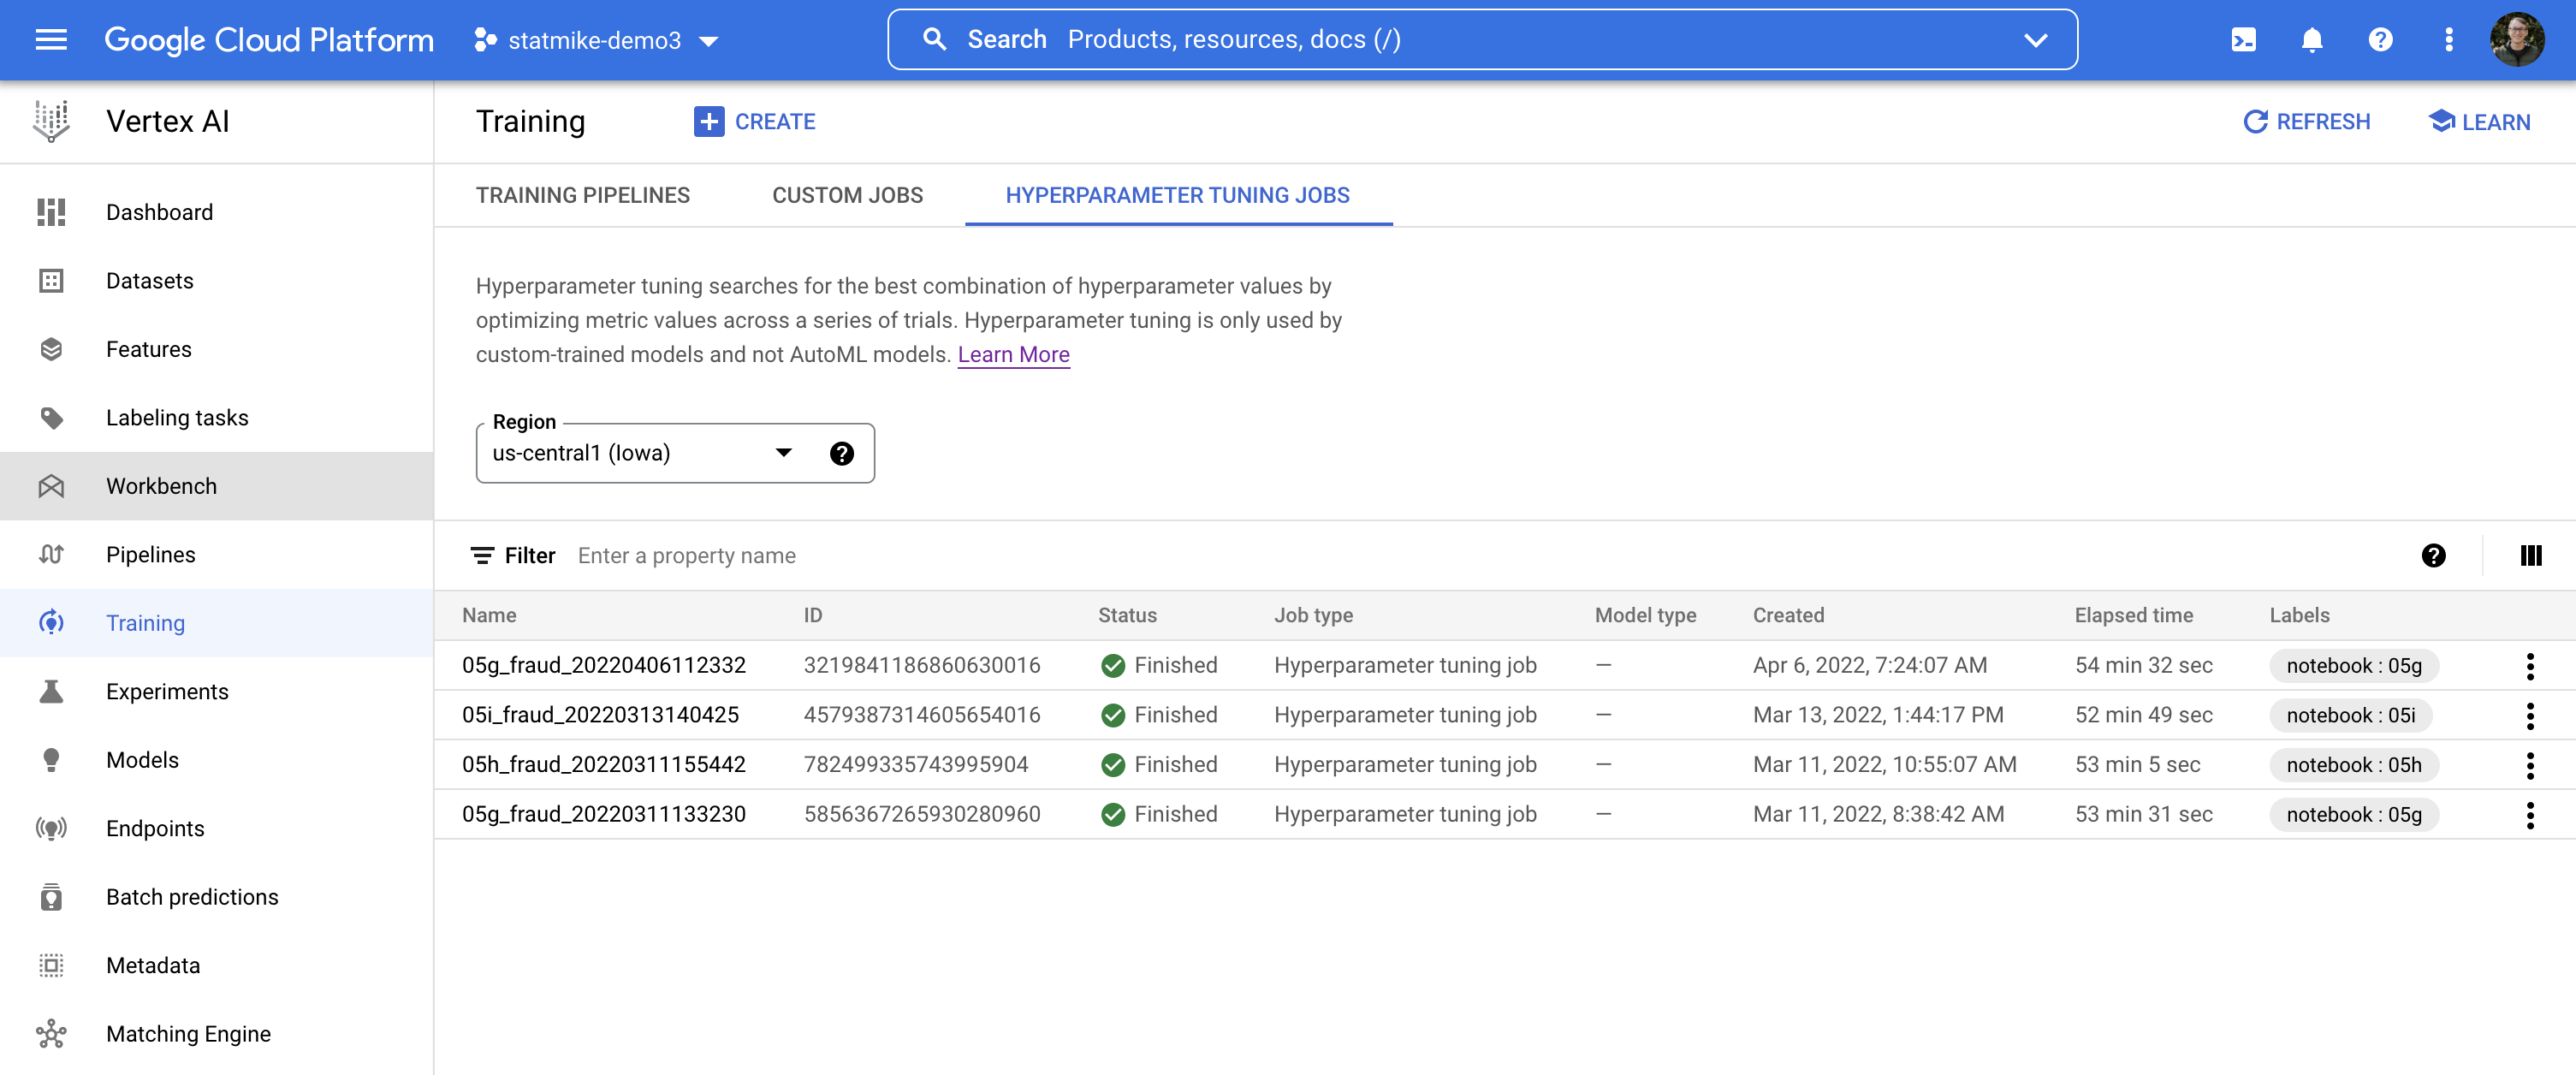 Google Cloud Platform
statmike-demo3
Search Products, resources, docs (/)
Vertex AI
Training
CREATE
REFRESH
LEARN
Dashboard
Datasets
Features
Labeling tasks
Workbench
Pipelines
Training
Experiments
Models
Endpoints
Batch predictions
Metadata
Matching Engine
TRAINING PIPELINES
CUSTOM JOBS
HYPERPARAMETER TUNING JOBS
Hyperparameter tuning searches for the best combination of hyperparameter values by
optimizing metric values across a series of trials. Hyperparameter tuning is only used by
custom-trained models and not AutoML models. Learn More
Region
us-central1 (Iowa)
Filter Enter a property name
Name ID Status Job type Model type Created Elapsed time Labels
05g_fraud_20220406112332 3219841186860630016 Finished Hyperparameter tuning job — Apr 6, 2022, 7:24:07 AM 54 min 32 sec notebook : 05g
05i_fraud_20220313140425 4579387314605654016 Finished Hyperparameter tuning job — Mar 13, 2022, 1:44:17 PM 52 min 49 sec notebook : 05i
05h_fraud_20220311155442 782499335743995904 Finished Hyperparameter tuning job — Mar 11, 2022, 10:55:07 AM 53 min 5 sec notebook : 05h
05g_fraud_20220311133230 5856367265930280960 Finished Hyperparameter tuning job — Mar 11, 2022, 8:38:42 AM 53 min 31 sec notebook : 05g